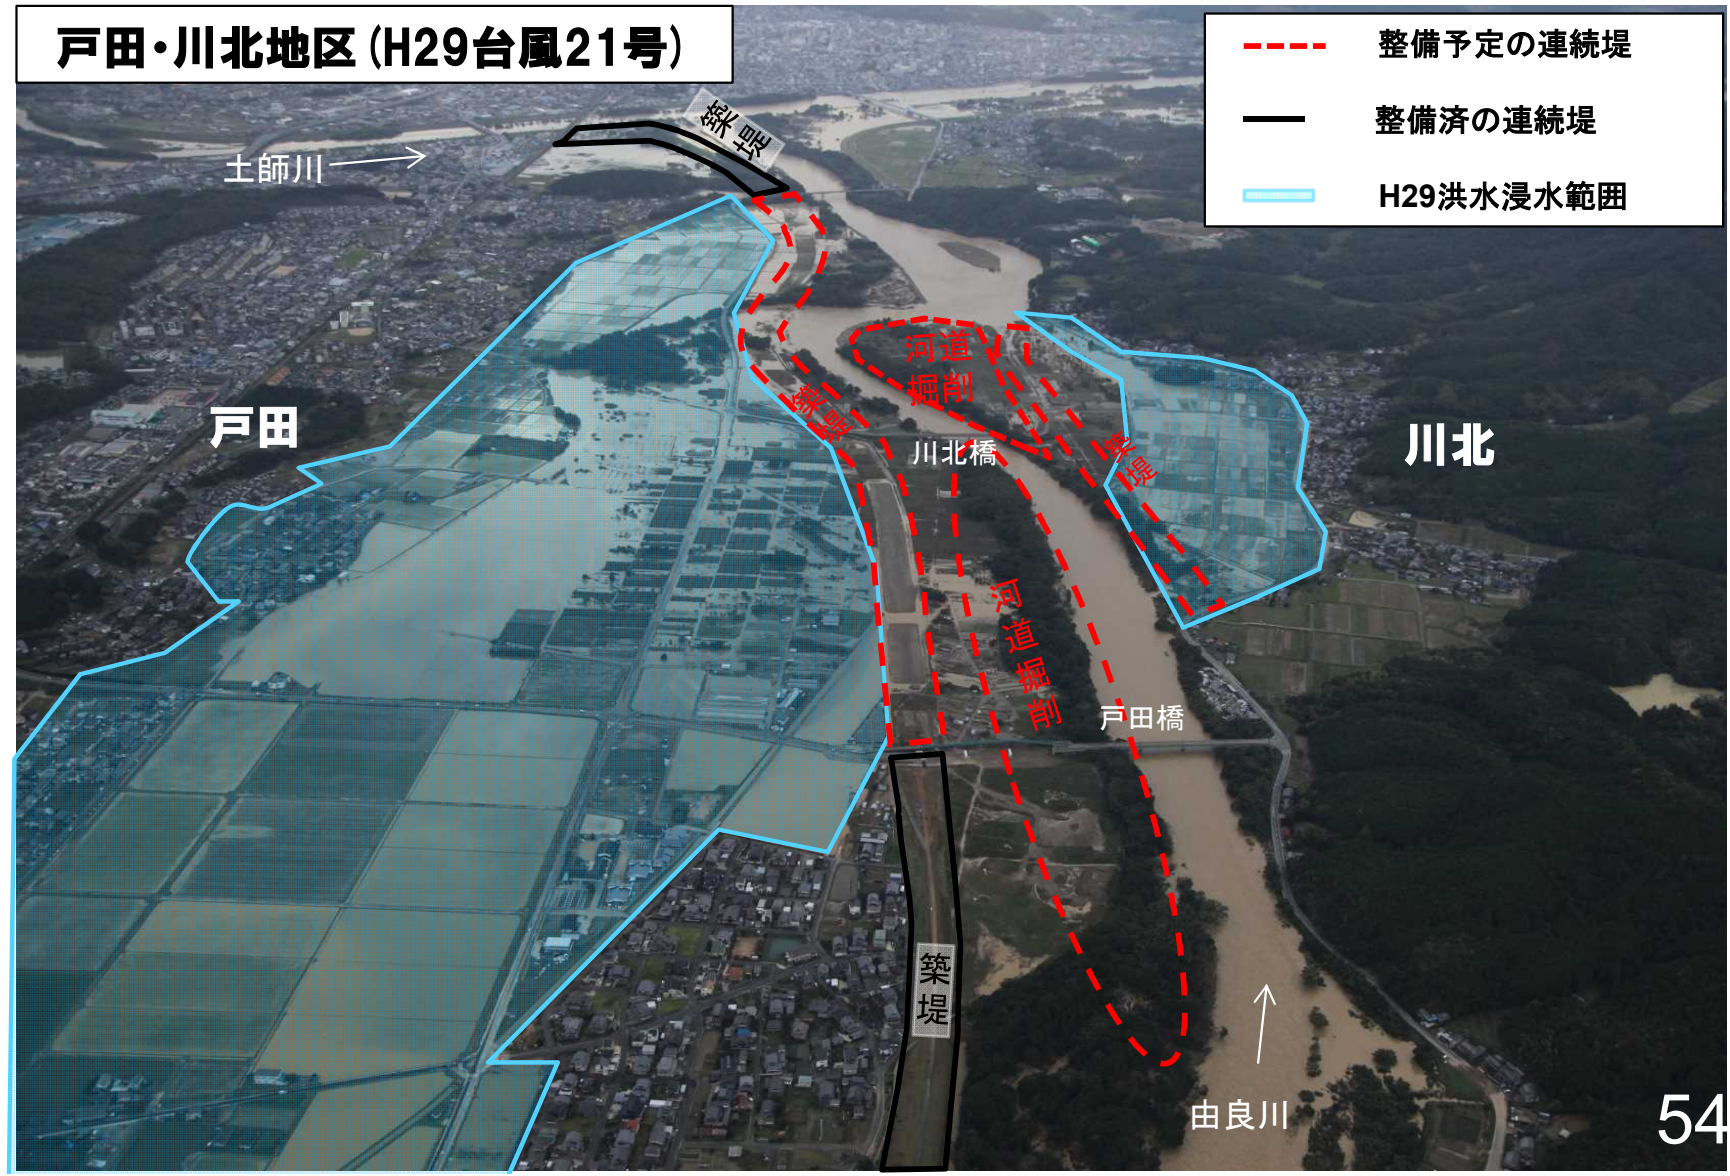 戸田・川北地区(H29台風21号)
整備予定の連続堤
整備済の連続堤
H29洪水浸水範囲
築堤
土師川
河道
掘削
築堤
川北橋
戸田
川北
築堤
河道掘削
戸田橋
築堤
由良川
54